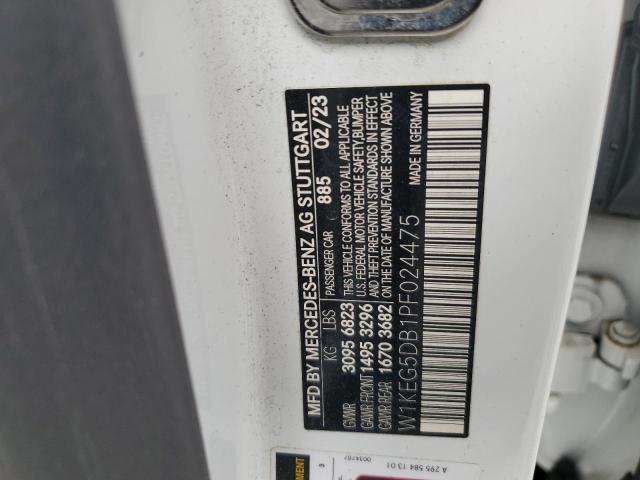 MFD BY MERCEDES-BENZ AG STUTTGART
KG LBS PASSENGER CAR 885 02/23
GVWR 3095 6823 THIS VEHICLE CONFORMS TO ALL APPLICABLE
GAWR FRONT 1495 3296 U.S. FEDERAL MOTOR VEHICLE SAFETY, BUMPER
GAWR REAR 1670 3682 AND THEFT PREVENTION STANDARDS IN EFFECT
ON THE DATE OF MANUFACTURE SHOWN ABOVE
MADE IN GERMANY
W1KEG5DB1PF024475
A 295 584 13 01